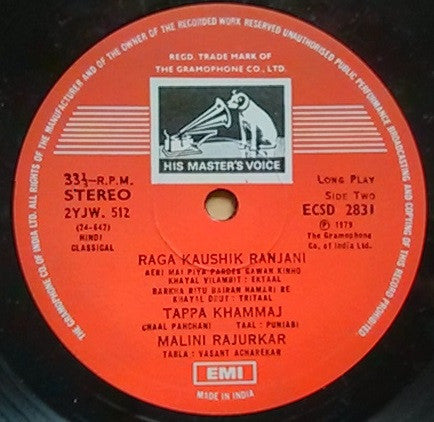 ALL RIGHTS OF THE MANUFACTURER AND OF THE OWNER OF THE RECORDED WORK RESERVED UNAUTHORISED PUBLIC PERFORMANCE BROADCASTING AND COPYING OF THIS RECORD PROHIBITED
THE GRAMOPHONE CO. OF INDIA LTD.
REGD. TRADE MARK OF
THE GRAMOPHONE CO., LTD.
HIS MASTER'S VOICE
33⅓-R.P.M.
STEREO
2YJW. 512
(24-647)
HINDI
CLASSICAL
LONG PLAY
SIDE TWO
ECSD 2831
℗ 1979
The Gramophone
Co. of India Ltd.
RAGA KAUSHIK RANJANI
AERI MAI PIYA PARDES GAWAN KINHO
KHAYAL VILAMBIT : EKTAAL
BARKHA RITU BAIRAN HAMARI RE
KHAYAL DRUT : TRITAAL
TAPPA KHAMMAJ
CHAAL PAHCHANI TAAL : PUNJABI
MALINI RAJURKAR
TABLA : VASANT ACHAREKAR
EMI
MADE IN INDIA